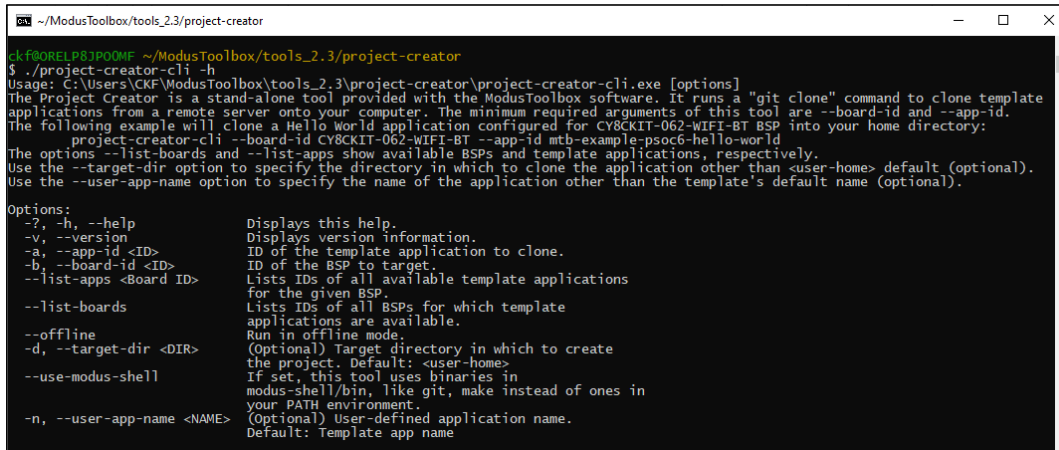 ~/ModusToolbox/tools_2.3/project-creator
ckf@ORELP8JPOOMF ~/ModusToolbox/tools_2.3/project-creator
$ ./project-creator-cli -h
Usage: C:\Users\CKF\ModusToolbox\tools_2.3\project-creator\project-creator-cli.exe [options]
The Project Creator is a stand-alone tool provided with the ModusToolbox software. It runs a "git clone" command to clone template
applications from a remote server onto your computer. The minimum required arguments of this tool are --board-id and --app-id.
The following example will clone a Hello World application configured for CY8CKIT-062-WIFI-BT BSP into your home directory:
project-creator-cli --board-id CY8CKIT-062-WIFI-BT --app-id mtb-example-psoc6-hello-world
The options --list-boards and --list-apps show available BSPs and template applications, respectively.
Use the --target-dir option to specify the directory in which to clone the application other than <user-home> default (optional).
Use the --user-app-name option to specify the name of the application other than the template's default name (optional).
Options:
-?, -h, --help Displays this help.
-v, --version Displays version information.
-a, --app-id <ID> ID of the template application to clone.
-b, --board-id <ID> ID of the BSP to target.
--list-apps <Board ID> Lists IDs of all available template applications
for the given BSP.
--list-boards Lists IDs of all BSPs for which template
applications are available.
--offline Run in offline mode.
-d, --target-dir <DIR> (Optional) Target directory in which to create
the project. Default: <user-home>
--use-modus-shell If set, this tool uses binaries in
modus-shell/bin, like git, make instead of ones in
your PATH environment.
-n, --user-app-name <NAME> (Optional) User-defined application name.
Default: Template app name